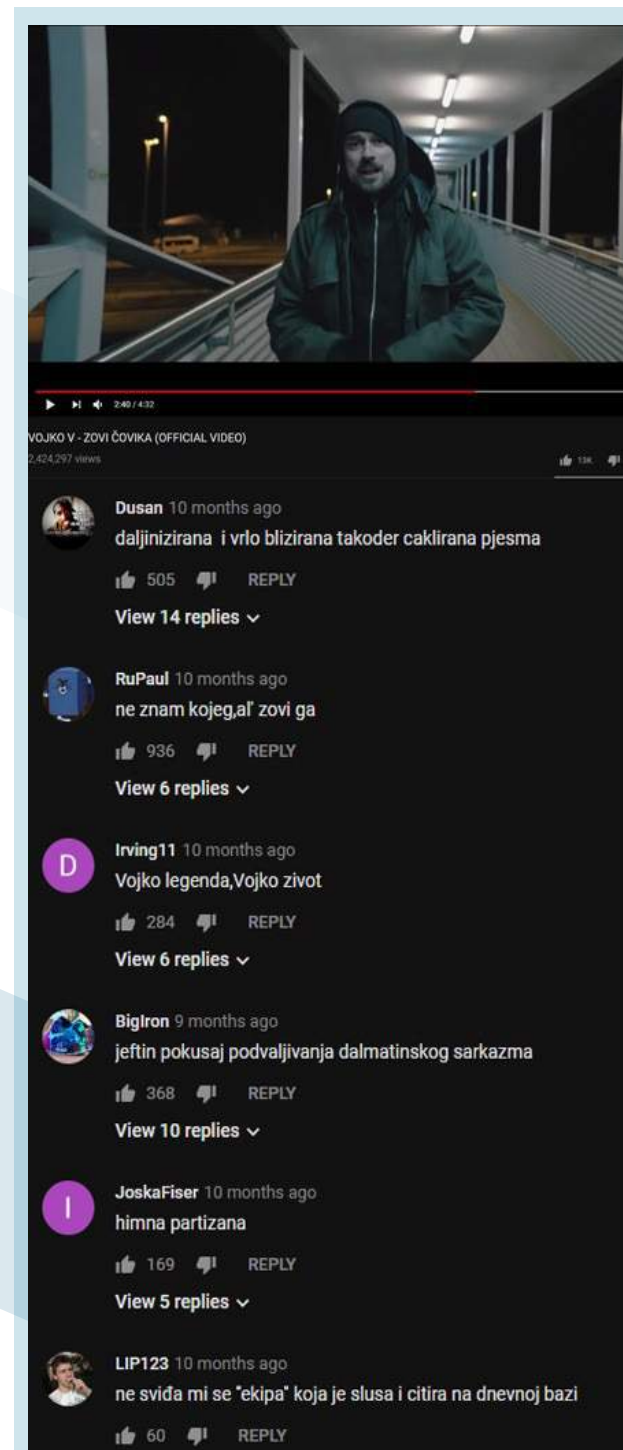 2:40 / 4:32
VOJKO V - ZOVI ČOVIKA (OFFICIAL VIDEO)
2,424,297 views
13K
Dusan 10 months ago
daljinizirana i vrlo blizirana takoder caklirana pjesma
505 REPLY
View 14 replies
RuPaul 10 months ago
ne znam kojeg,al' zovi ga
936 REPLY
View 6 replies
D
Irving11 10 months ago
Vojko legenda,Vojko zivot
284 REPLY
View 6 replies
BigIron 9 months ago
jeftin pokusaj podvaljivanja dalmatinskog sarkazma
368 REPLY
View 10 replies
I
JoskaFiser 10 months ago
himna partizana
169 REPLY
View 5 replies
LIP123 10 months ago
ne sviđa mi se "ekipa" koja je slusa i citira na dnevnoj bazi
60 REPLY